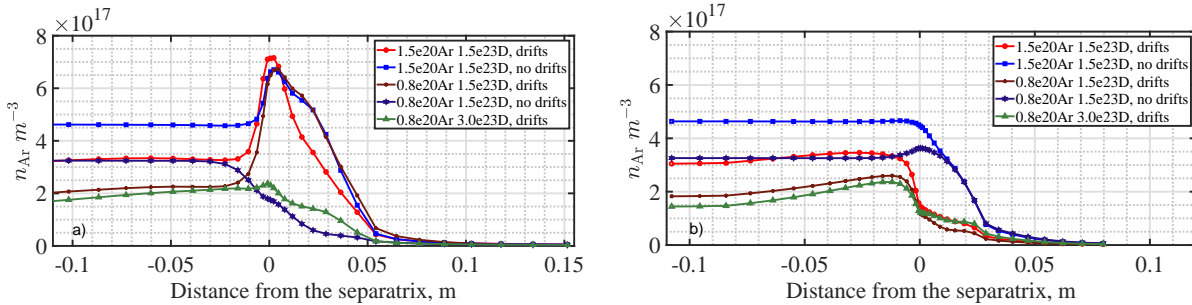 ×10^17
8
6
4
2
0
n_Ar m^-3
1.5e20Ar 1.5e23D, drifts
1.5e20Ar 1.5e23D, no drifts
0.8e20Ar 1.5e23D, drifts
0.8e20Ar 1.5e23D, no drifts
0.8e20Ar 3.0e23D, drifts
a)
-0.1 -0.05 0 0.05 0.1 0.15
Distance from the separatrix, m
×10^17
8
6
4
2
0
n_Ar m^-3
1.5e20Ar 1.5e23D, drifts
1.5e20Ar 1.5e23D, no drifts
0.8e20Ar 1.5e23D, drifts
0.8e20Ar 1.5e23D, no drifts
0.8e20Ar 3.0e23D, drifts
b)
-0.1 -0.05 0 0.05 0.1
Distance from the separatrix, m